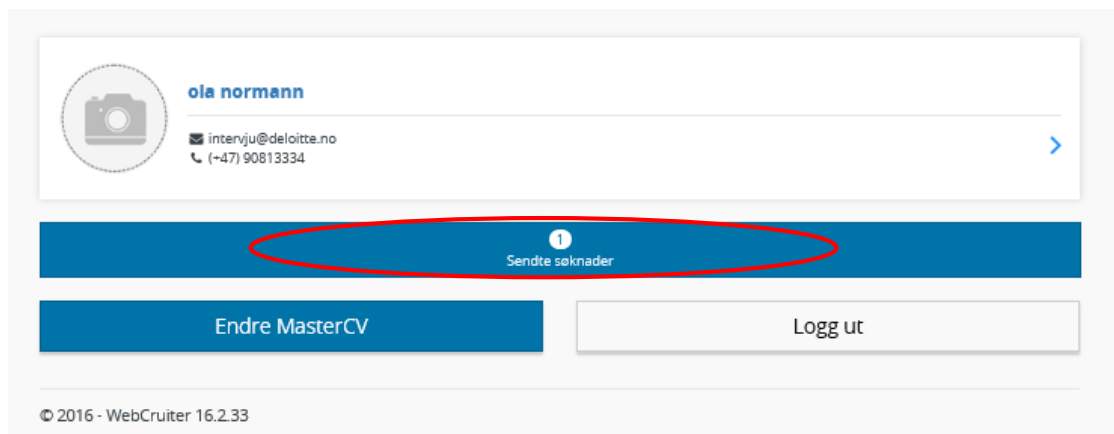 ola normann
intervju@deloitte.no
(+47) 90813334
1
Sendte søknader
Endre MasterCV
Logg ut
© 2016 - WebCruiter 16.2.33